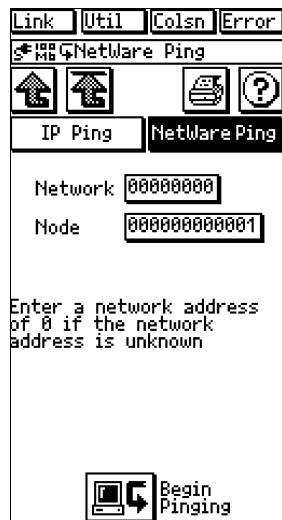 Link Util Colsn Error
NetWare Ping
IP Ping NetWare Ping
Network 00000000
Node 000000000001
Enter a network address
of 0 if the network
address is unknown
Begin
Pinging